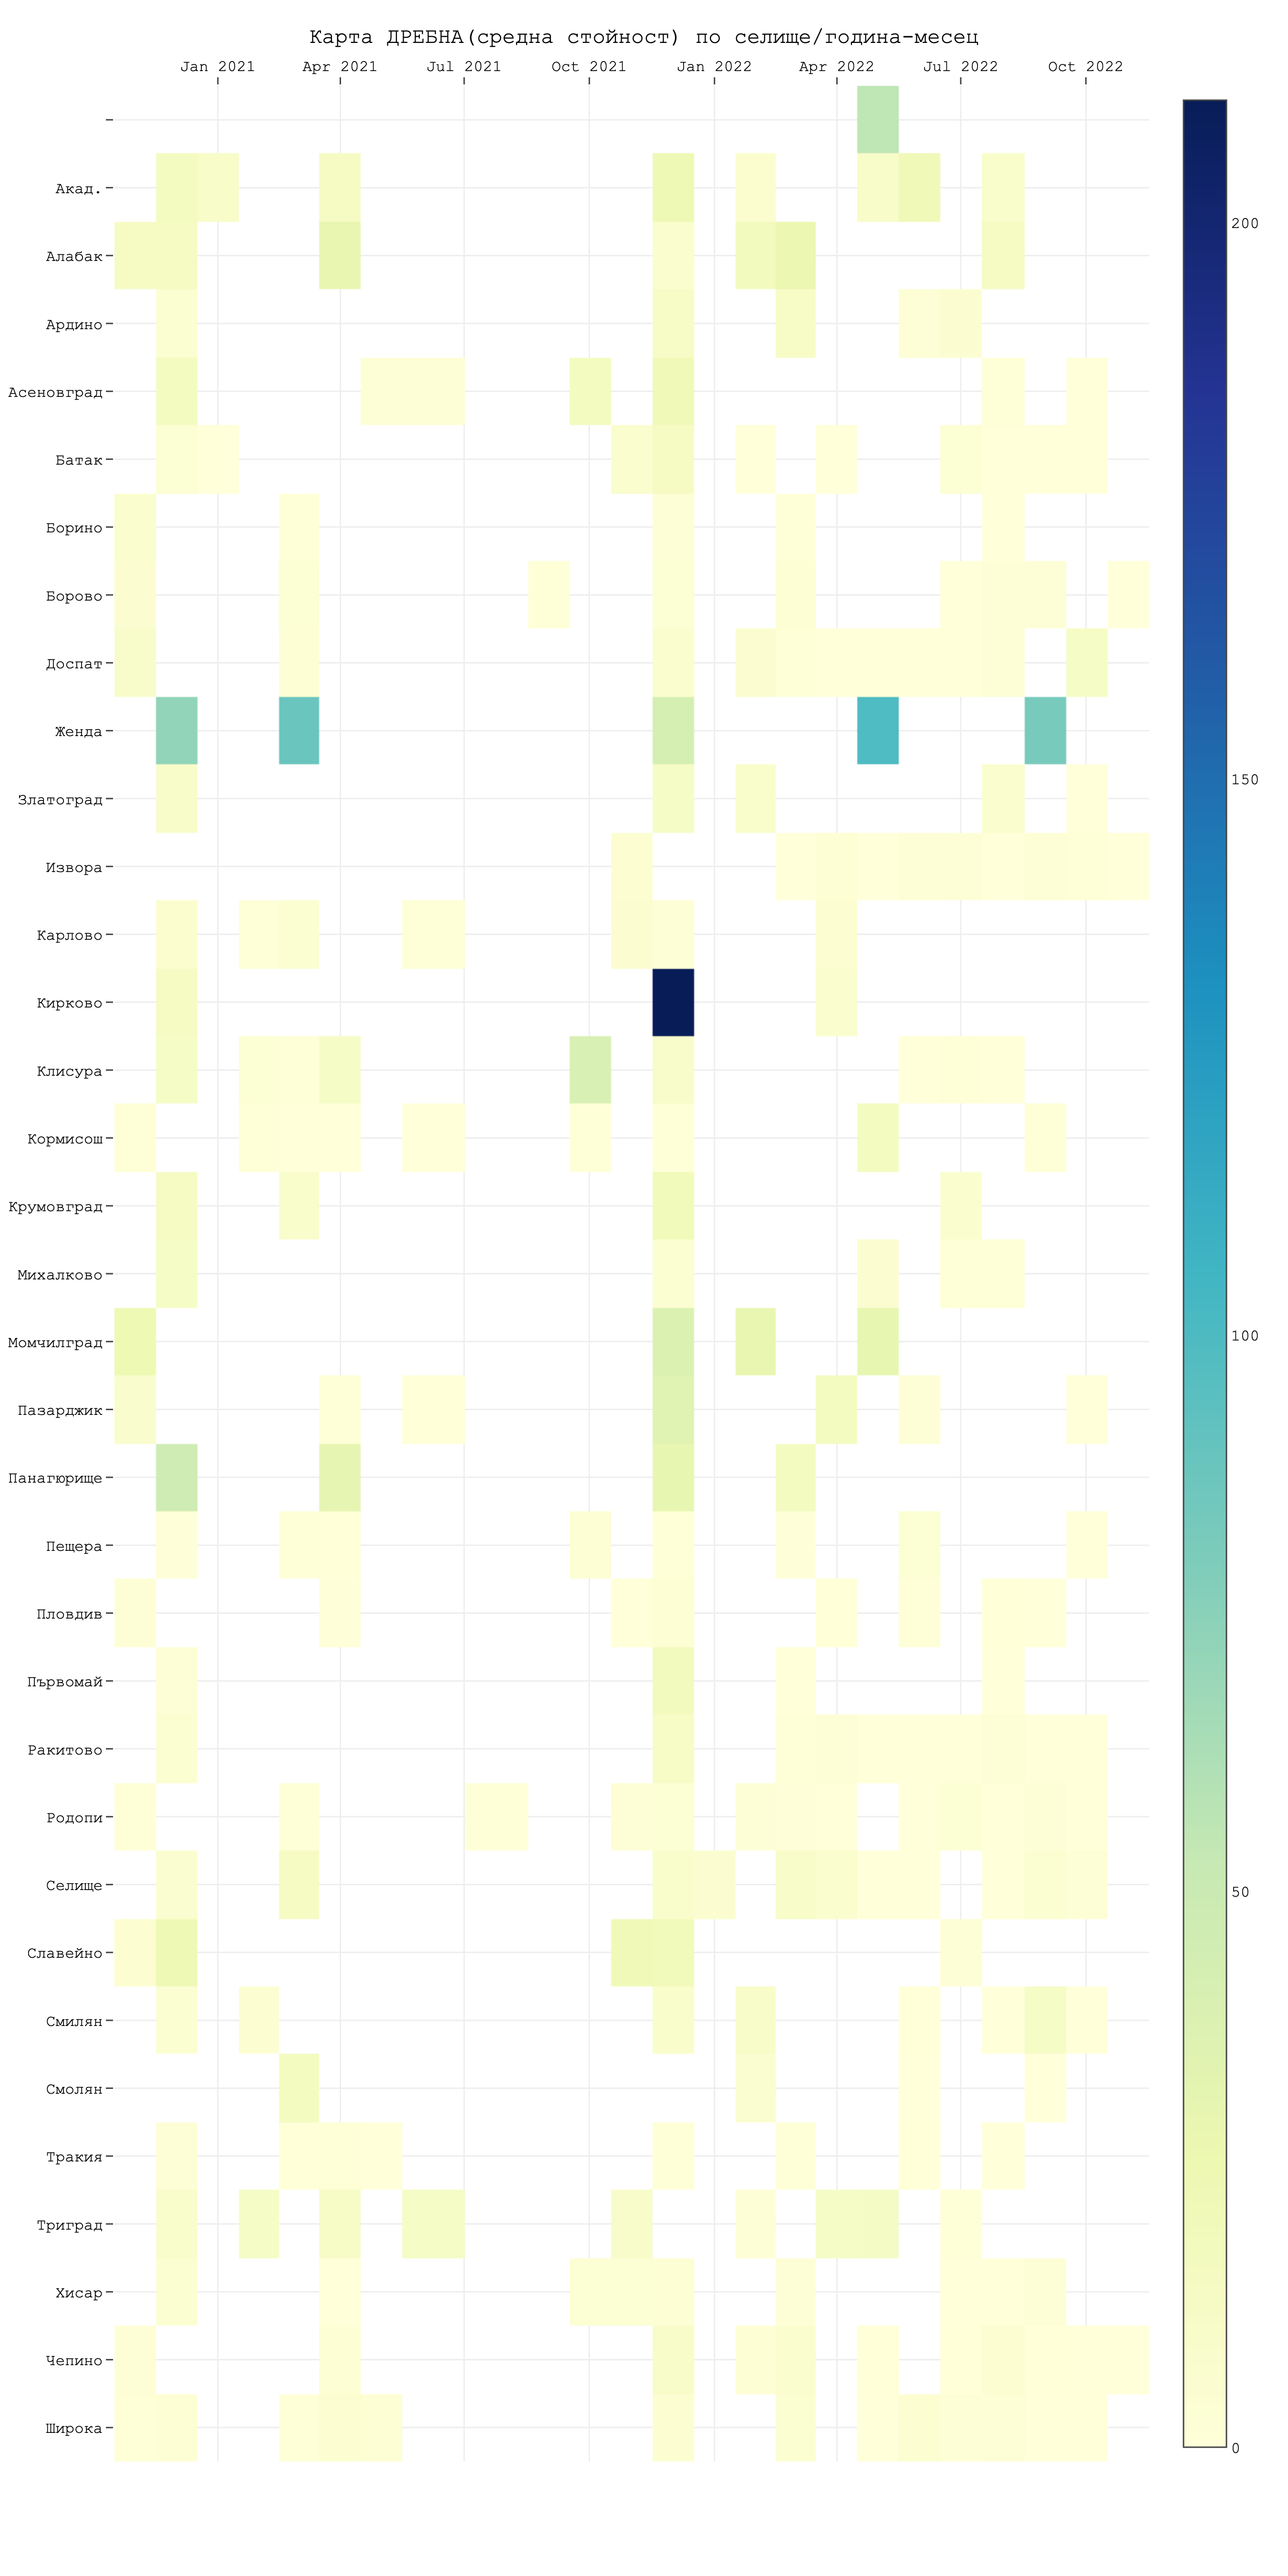 Карта ДРЕБНА(средна стойност) по селище/година-месец
Jan 2021 Apr 2021 Jul 2021 Oct 2021 Jan 2022 Apr 2022 Jul 2022 Oct 2022
Акад.
200
Алабак
Ардино
Асеновград
Батак
Борино
Борово
Доспат
Женда
150
Златоград
Извора
Карлово
Кирково
Клисура
Кормисош
Крумовград
Михалково
100
Момчилград
Пазарджик
Панагюрище
Пещера
Пловдив
Първомай
Ракитово
Родопи
Селище
50
Славейно
Смилян
Смолян
Тракия
Триград
Хисар
Чепино
Широка
0